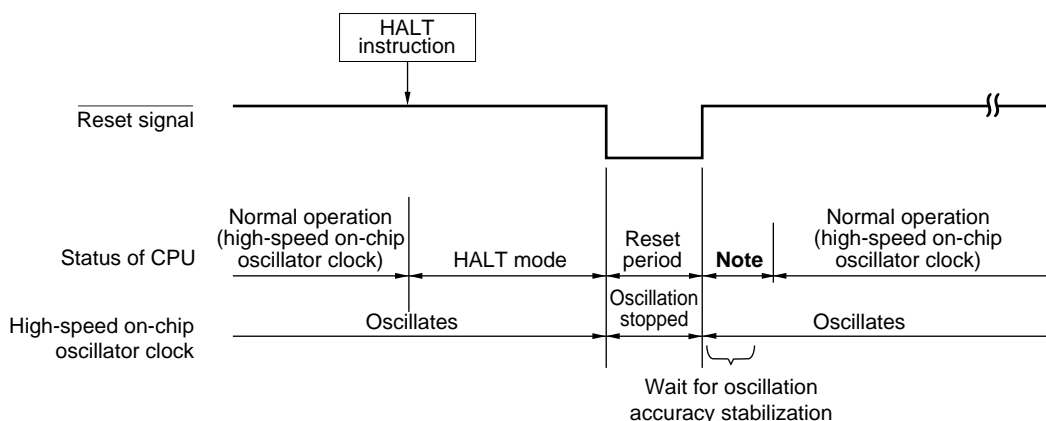 HALT
instruction
Reset signal
Normal operation
(high-speed on-chip
oscillator clock)
Status of CPU
HALT mode
Reset
period
Note
Normal operation
(high-speed on-chip
oscillator clock)
High-speed on-chip
oscillator clock
Oscillates
Oscillation
stopped
Oscillates
Wait for oscillation
accuracy stabilization